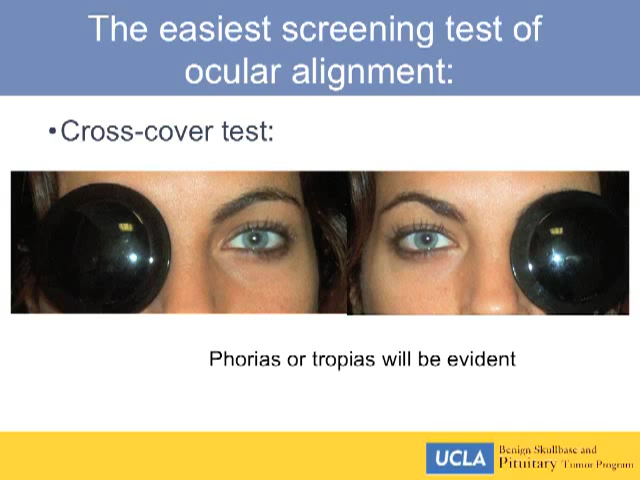 The easiest screening test of
ocular alignment:
•Cross-cover test:
Phorias or tropias will be evident
UCLA
Benign Skullbase and
Pituitary Tumor Program